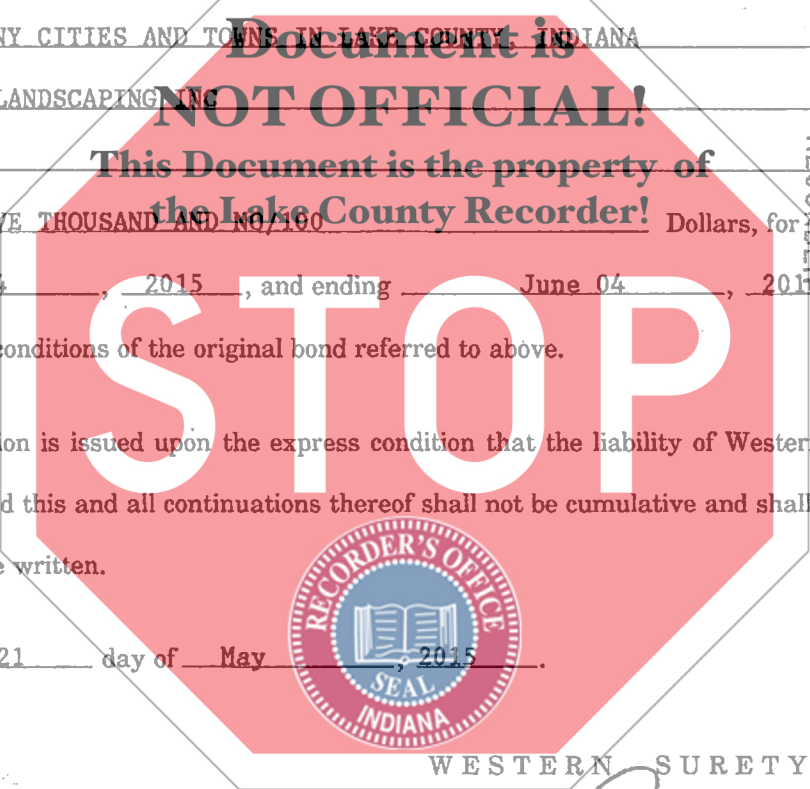 NY CITIES AND TOWNS IN LAKE COUNTY, INDIANA
Document is
LANDSCAPING INC
NOT OFFICIAL!
This Document is the property of
the Lake County Recorder!
VE THOUSAND AND NO/100 Dollars, for
4, 2015, and ending June 04, 201
STOP
onditions of the original bond referred to above.
ion is issued upon the express condition that the liability of Western
d this and all continuations thereof shall not be cumulative and shall
e written.
RECORDER'S OFFICE
SEAL
INDIANA
21 day of May, 2015.
WESTERN SURETY